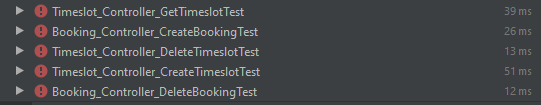 Timeslot_Controller_GetTimeslotTest 39 ms
Booking_Controller_CreateBookingTest 26 ms
Timeslot_Controller_DeleteTimeslotTest 13 ms
Timeslot_Controller_CreateTimeslotTest 51 ms
Booking_Controller_DeleteBookingTest 12 ms